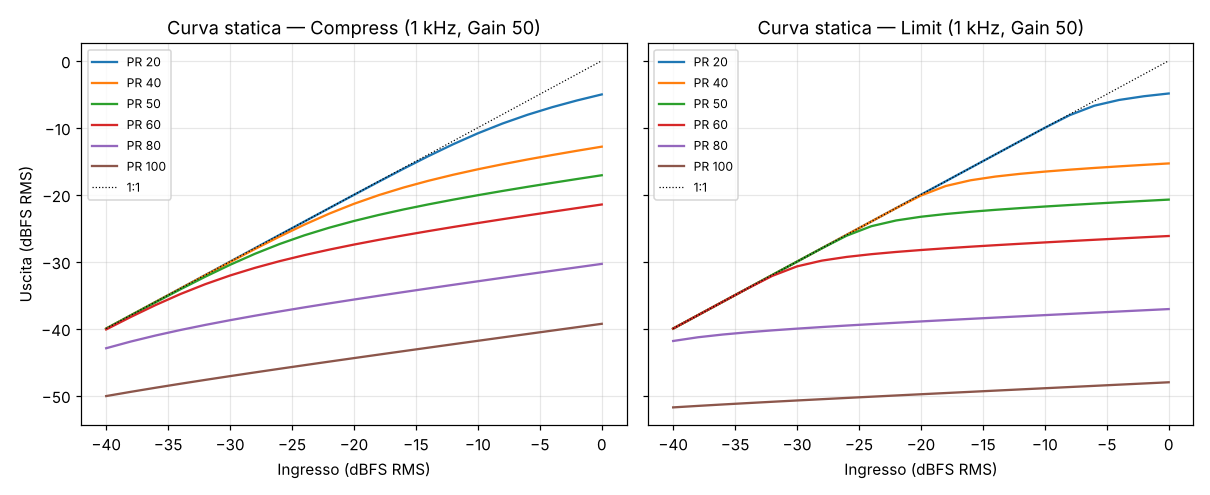 Curva statica — Compress (1 kHz, Gain 50)
PR 20
PR 40
PR 50
PR 60
PR 80
PR 100
1:1
0
−10
−20
−30
−40
−50
Uscita (dBFS RMS)
−40 −35 −30 −25 −20 −15 −10 −5 0
Ingresso (dBFS RMS)
Curva statica — Limit (1 kHz, Gain 50)
PR 20
PR 40
PR 50
PR 60
PR 80
PR 100
1:1
−40 −35 −30 −25 −20 −15 −10 −5 0
Ingresso (dBFS RMS)